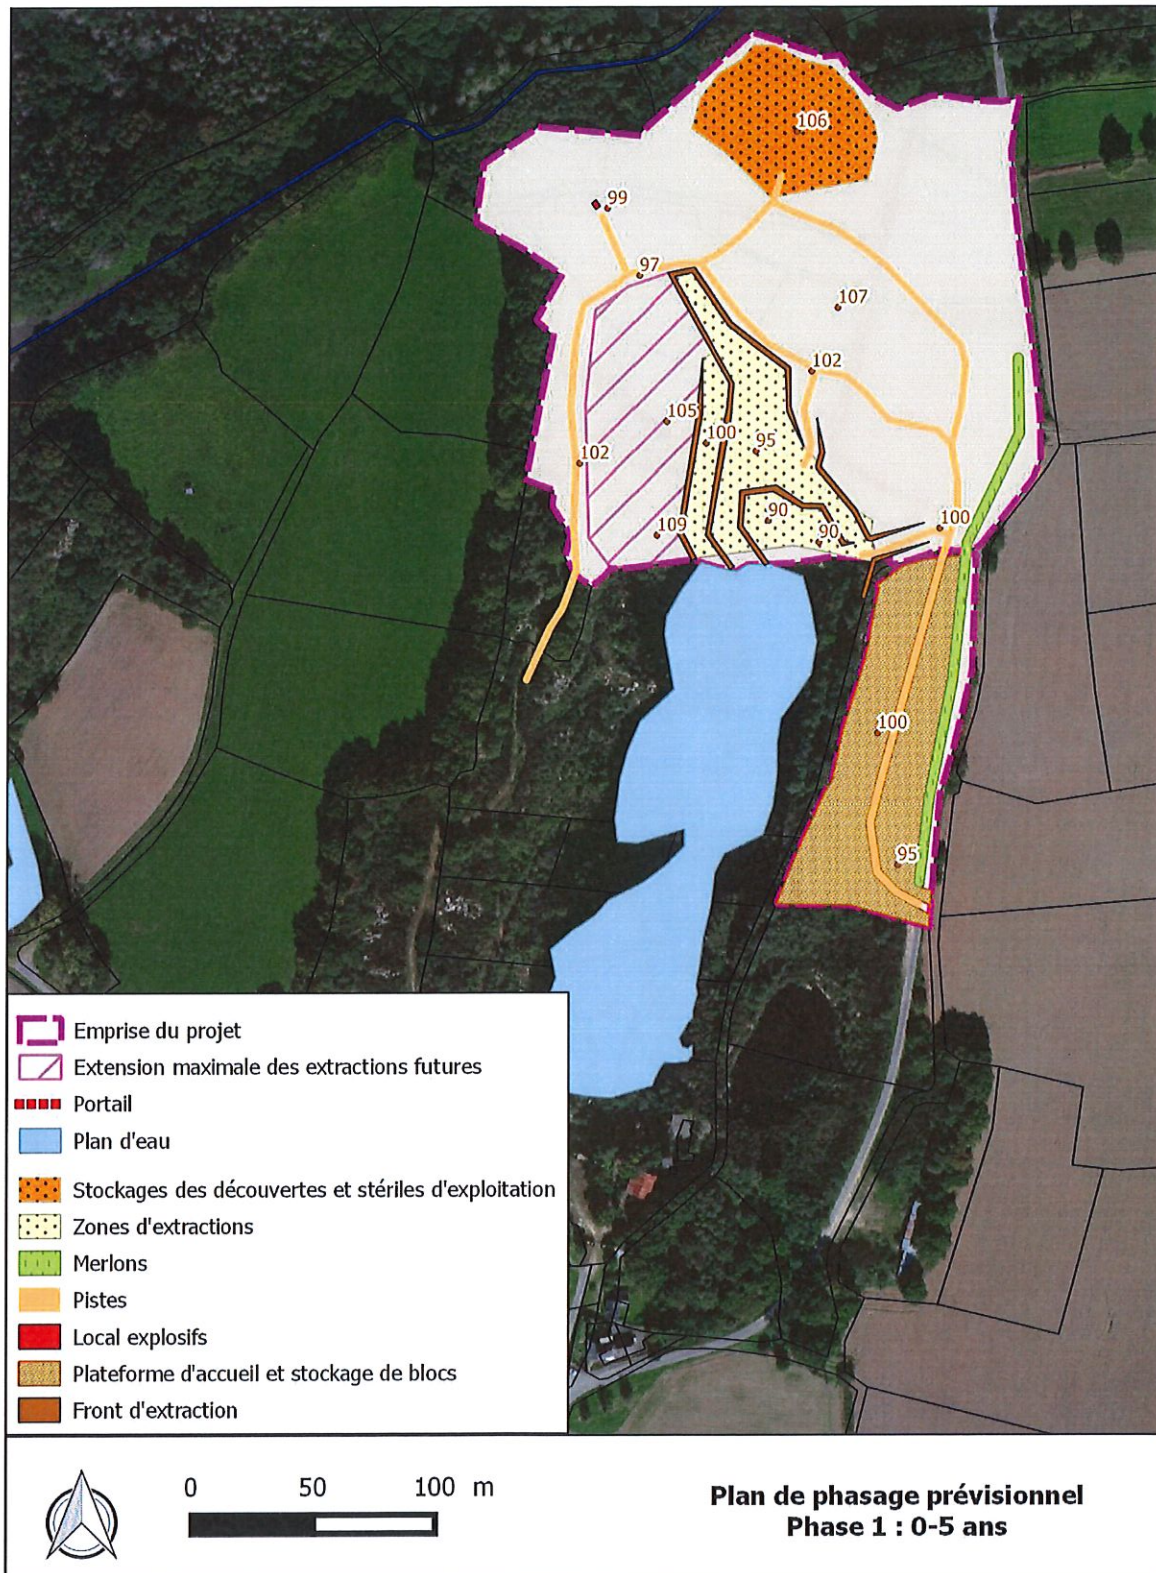 106
99
97
107
102
105
100
95
102
109
90
90
100
100
95
Emprise du projet
Extension maximale des extractions futures
Portail
Plan d'eau
Stockages des découvertes et stériles d'exploitation
Zones d'extractions
Merlons
Pistes
Local explosifs
Plateforme d'accueil et stockage de blocs
Front d'extraction
0 50 100 m
Plan de phasage prévisionnel
Phase 1 : 0-5 ans